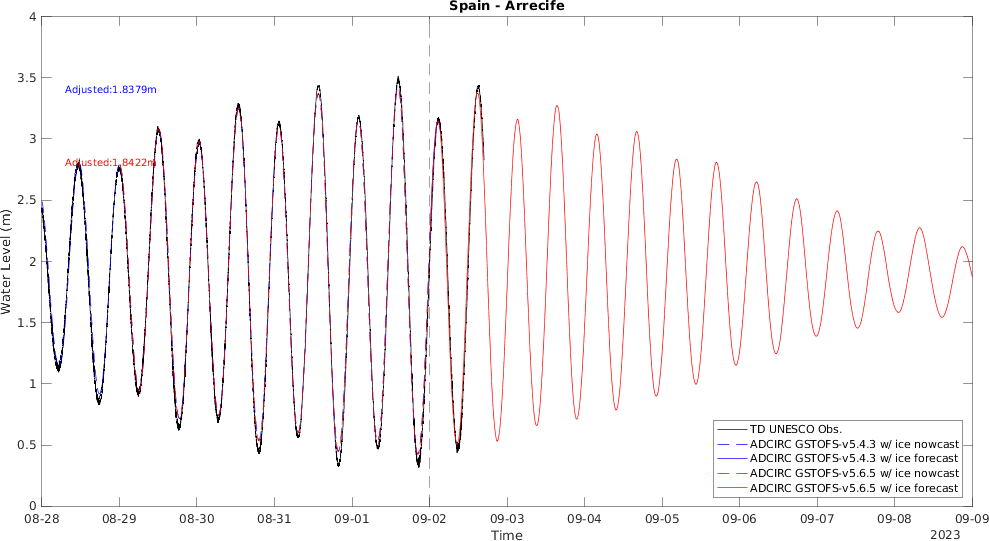 Spain - Arrecife
4
3.5
3
2.5
2
1.5
1
0.5
0
Water Level (m)
Adjusted:1.8379m
Adjusted:1.8422m
TD UNESCO Obs.
ADCIRC GSTOFS-v5.4.3 w/ ice nowcast
ADCIRC GSTOFS-v5.4.3 w/ ice forecast
ADCIRC GSTOFS-v5.6.5 w/ ice nowcast
ADCIRC GSTOFS-v5.6.5 w/ ice forecast
08-28 08-29 08-30 08-31 09-01 09-02 09-03 09-04 09-05 09-06 09-07 09-08 09-09
Time
2023